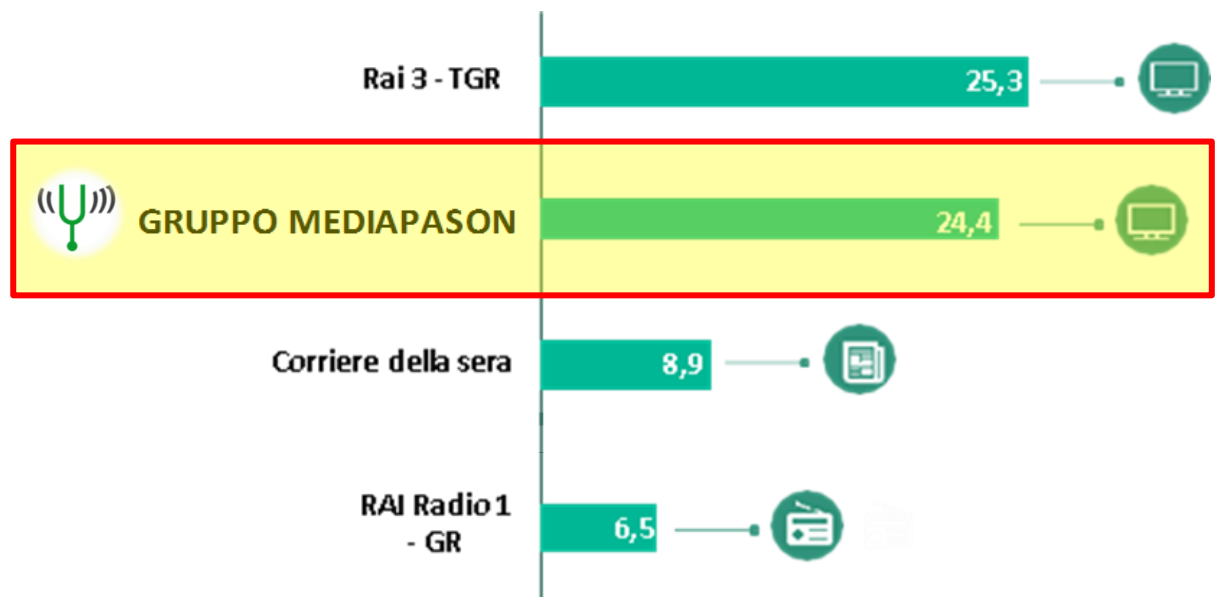 Rai 3 - TGR
25,3
GRUPPO MEDIAPASON
24,4
Corriere della sera
8,9
RAI Radio 1
- GR
6,5